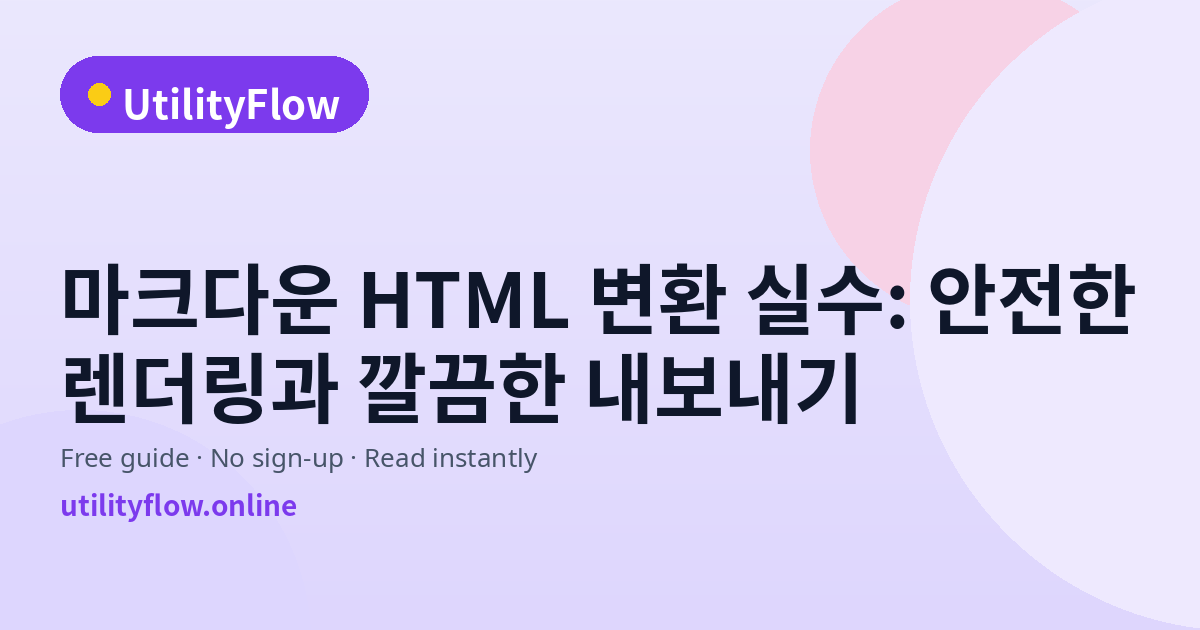 UtilityFlow
마크다운 HTML 변환 실수: 안전한
렌더링과 깔끔한 내보내기
Free guide · No sign-up · Read instantly
utilityflow.online